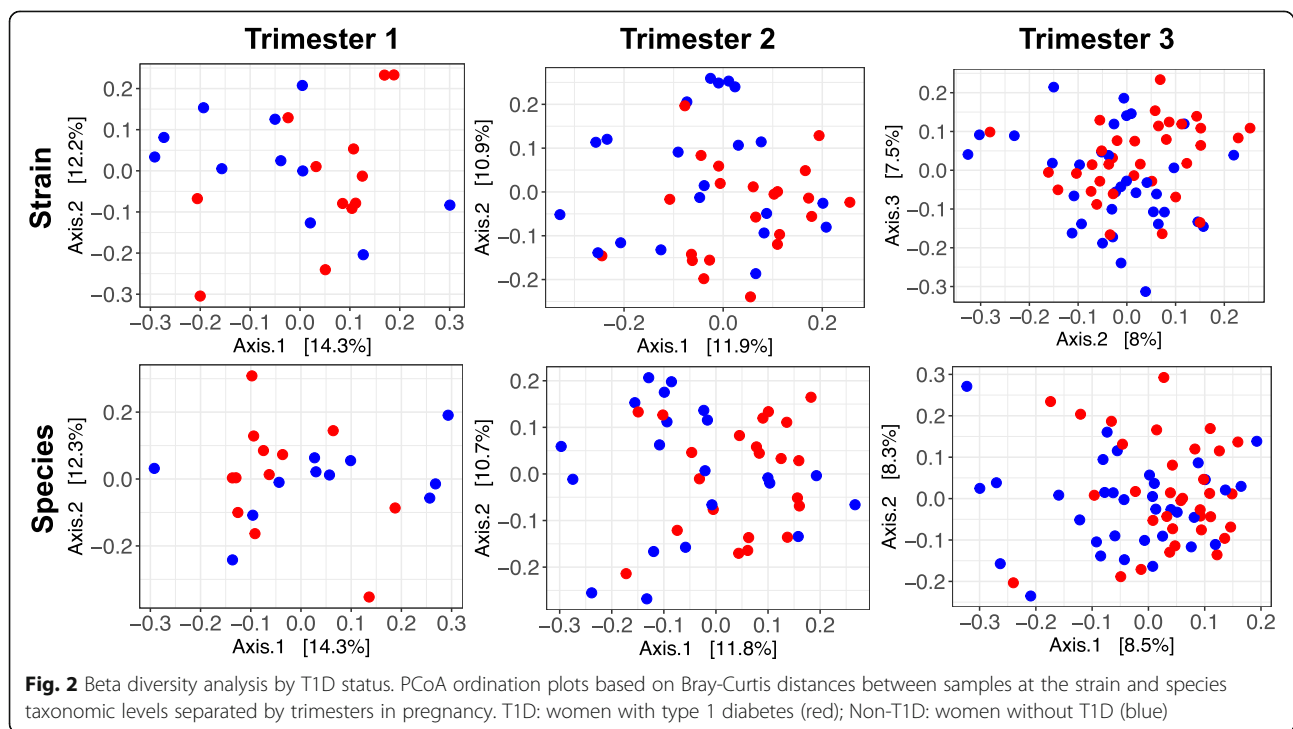 Trimester 1 Trimester 2 Trimester 3
Strain
Axis.2 [12.2%]
0.2
0.1
0.0
−0.1
−0.2
−0.3
−0.3 −0.2 −0.1 0.0 0.1 0.2 0.3
Axis.1 [14.3%]
Axis.2 [10.9%]
0.2
0.1
0.0
−0.1
−0.2
−0.2 0.0 0.2
Axis.1 [11.9%]
Axis.3 [7.5%]
0.2
0.1
0.0
−0.1
−0.2
−0.3
−0.3 −0.2 −0.1 0.0 0.1 0.2
Axis.2 [8%]
Species
Axis.2 [12.3%]
0.2
0.0
−0.2
−0.3 −0.2 −0.1 0.0 0.1 0.2 0.3
Axis.1 [14.3%]
Axis.2 [10.7%]
0.2
0.1
0.0
−0.1
−0.2
−0.3 −0.2 −0.1 0.0 0.1 0.2
Axis.1 [11.8%]
Axis.2 [8.3%]
0.3
0.2
0.1
0.0
−0.1
−0.2
−0.3 −0.2 −0.1 0.0 0.1 0.2
Axis.1 [8.5%]
Fig. 2 Beta diversity analysis by T1D status. PCoA ordination plots based on Bray-Curtis distances between samples at the strain and species
taxonomic levels separated by trimesters in pregnancy. T1D: women with type 1 diabetes (red); Non-T1D: women without T1D (blue)